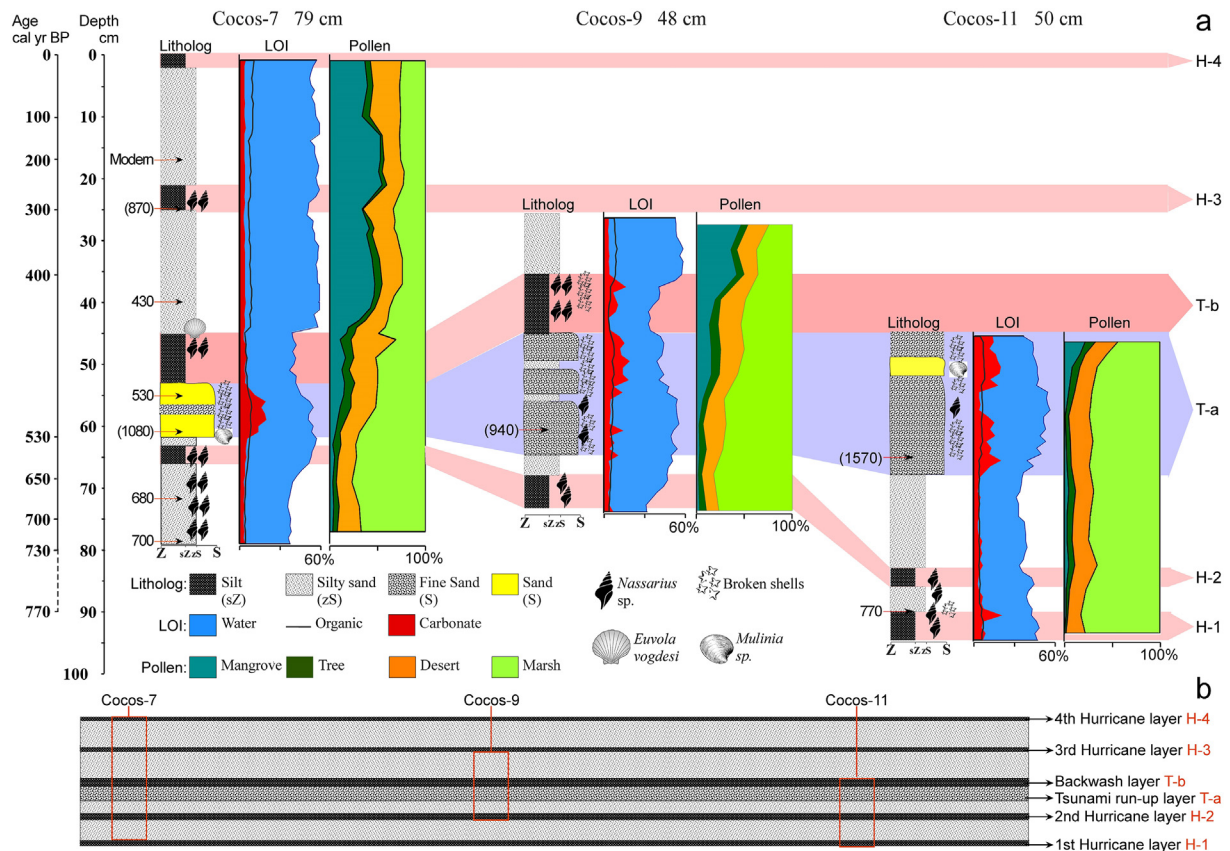 Age
cal yr BP
Depth
cm
Cocos-7 79 cm
Cocos-9 48 cm
Cocos-11 50 cm
a
Litholog
LOI
Pollen
0
100
200
300
400
530
650
700
730
770
0
10
20
30
40
50
60
70
80
90
100
Modern
(870)
430
530
(1080)
680
700
Z sZ zS S
60%
100%
Litholog
LOI
Pollen
(940)
Z sZ zS S
60%
100%
Litholog
LOI
Pollen
(1570)
770
Z sZ zS S
60%
100%
H-4
H-3
T-b
T-a
H-2
H-1
Litholog:
Silt
(sZ)
Silty sand
(zS)
Fine Sand
(S)
Sand
(S)
LOI:
Water
Organic
Carbonate
Pollen:
Mangrove
Tree
Desert
Marsh
Nassarius
sp.
Broken shells
Euvola
vogdesi
Mulinia
sp.
b
Cocos-7
Cocos-9
Cocos-11
4th Hurricane layer H-4
3rd Hurricane layer H-3
Backwash layer T-b
Tsunami run-up layer T-a
2nd Hurricane layer H-2
1st Hurricane layer H-1